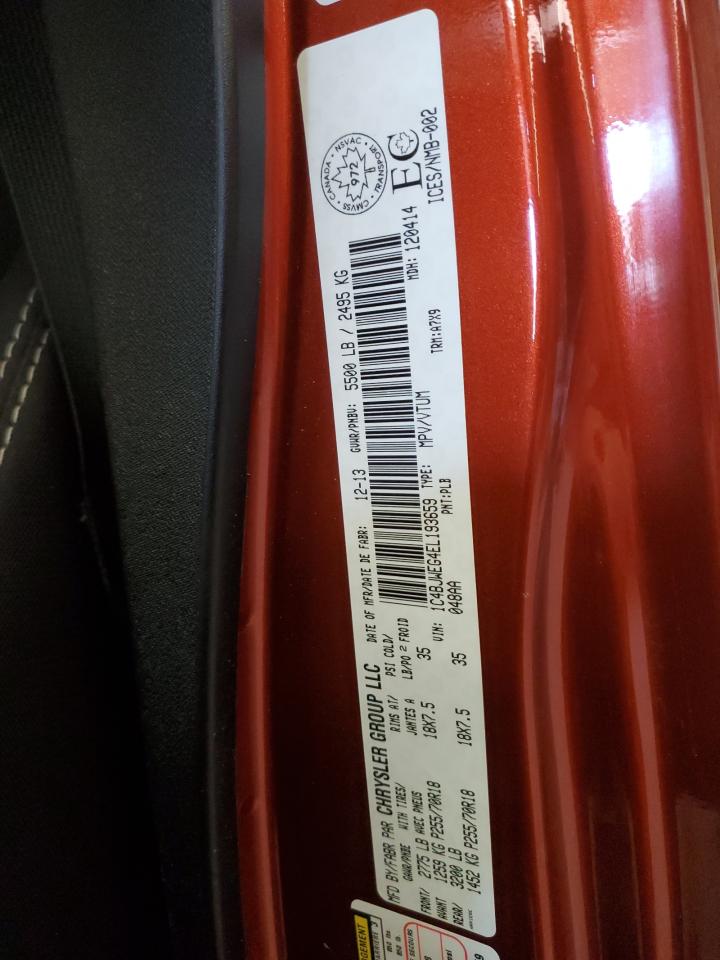 MFD BY/FABR PAR CHRYSLER GROUP LLC DATE OF MFR/DATE DE FABR: 12-13 GVWR/PNBV: 5500 LB / 2495 KG
GAWR/PNBE WITH TIRES/ RIMS AT/ PSI COLD/
AVEC PNEUS JANTES A LB/PO 2 FROID
FRONT/ 2775 LB
AVANT 1259 KG P255/70R18 18X7.5 35
REAR/ 3200 LB
1452 KG P255/70R18 18X7.5 35
VIN: 1C4BJWEG4EL193659 TYPE: MPV/VTUM MDH: 120414
048AA PNT:PLB TRM:A7X9
CANADA · NSVAC · TRANSPORT · CMVSS
972
EC
ICES/NMB-002